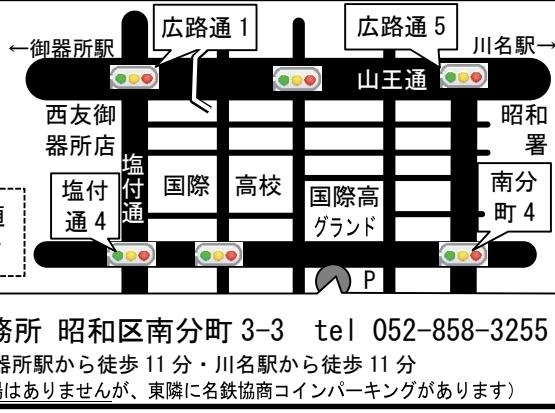 広路通1
広路通5
←御器所駅
川名駅→
山王通
西友御
器所店
昭和
署
塩付通
国際
高校
国際高
グランド
塩付
通4
南分
町4
P
務所 昭和区南分町3-3 tel 052-858-3255
器所駅から徒歩11分・川名駅から徒歩11分
場はありませんが、東隣に名鉄協商コインパーキングがあります)